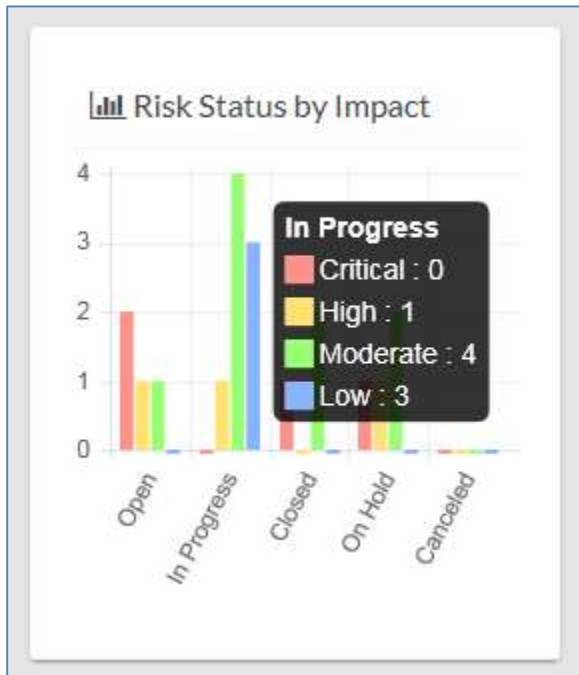 Risk Status by Impact
4
3
2
1
0
In Progress
Critical : 0
High : 1
Moderate : 4
Low : 3
Open
In Progress
Closed
On Hold
Canceled